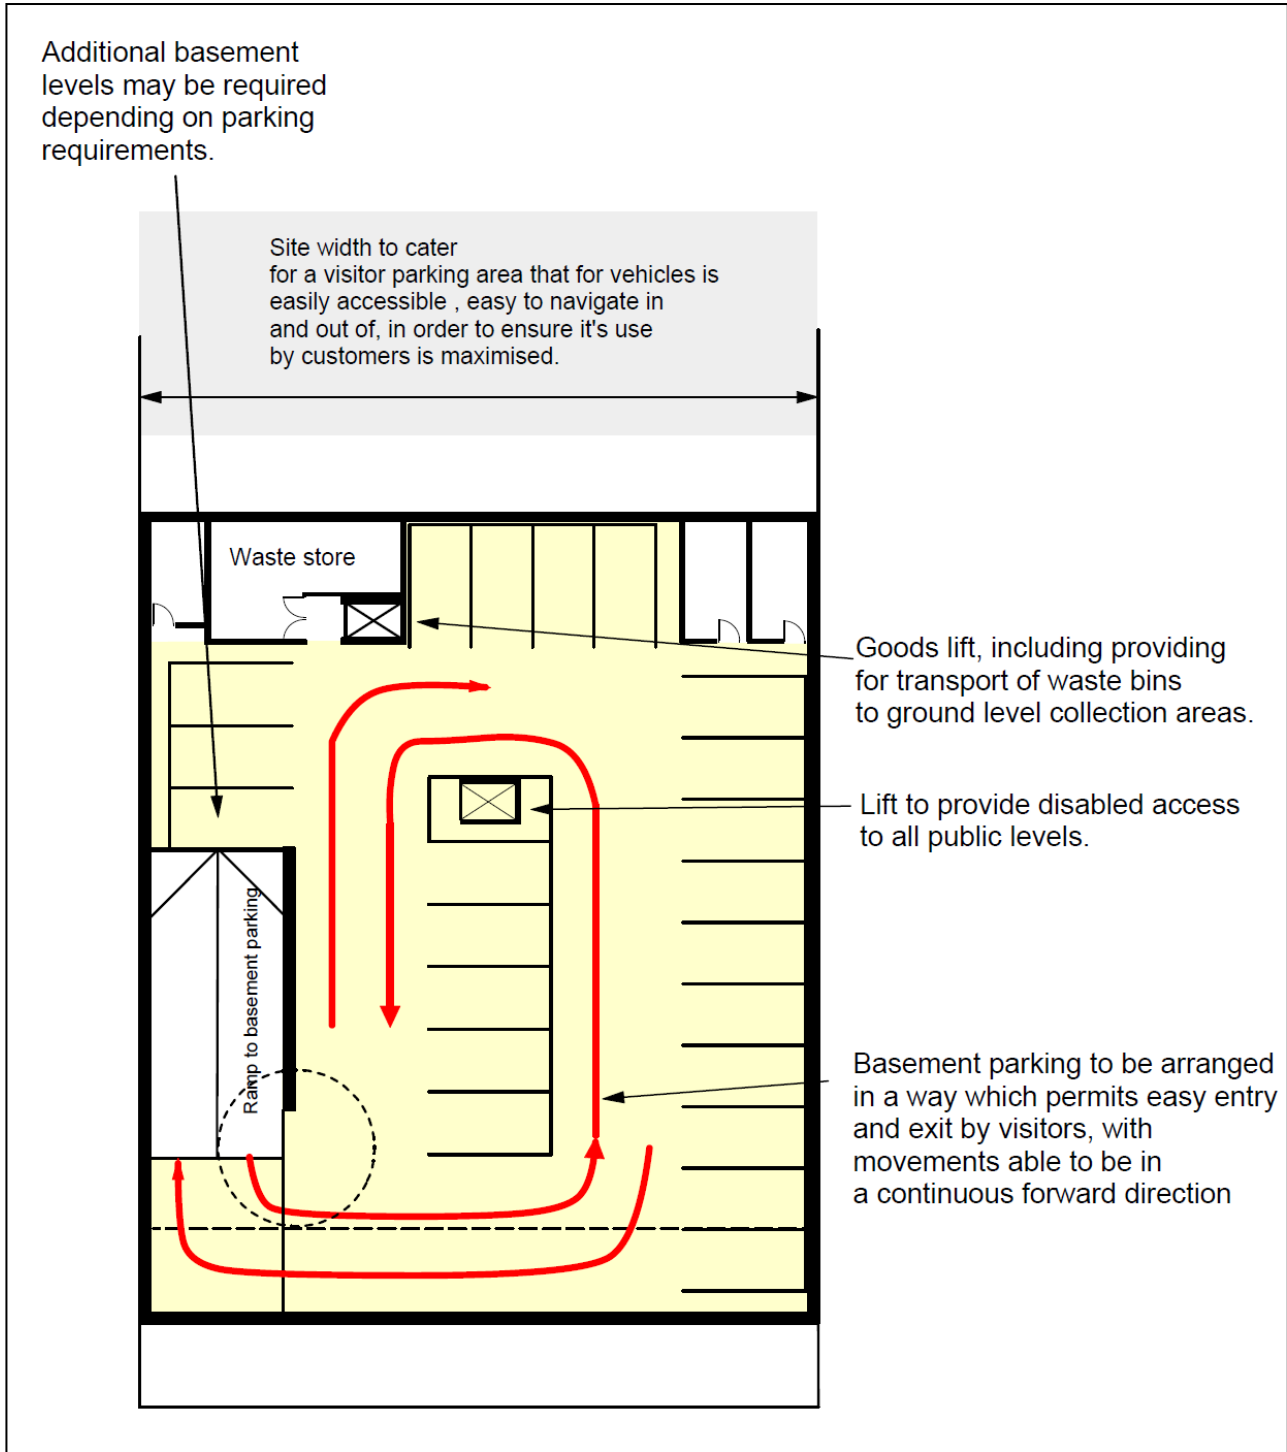 Additional basement
levels may be required
depending on parking
requirements.
Site width to cater
for a visitor parking area that for vehicles is
easily accessible , easy to navigate in
and out of, in order to ensure it's use
by customers is maximised.
Waste store
Goods lift, including providing
for transport of waste bins
to ground level collection areas.
Lift to provide disabled access
to all public levels.
Ramp to basement parking
Basement parking to be arranged
in a way which permits easy entry
and exit by visitors, with
movements able to be in
a continuous forward direction